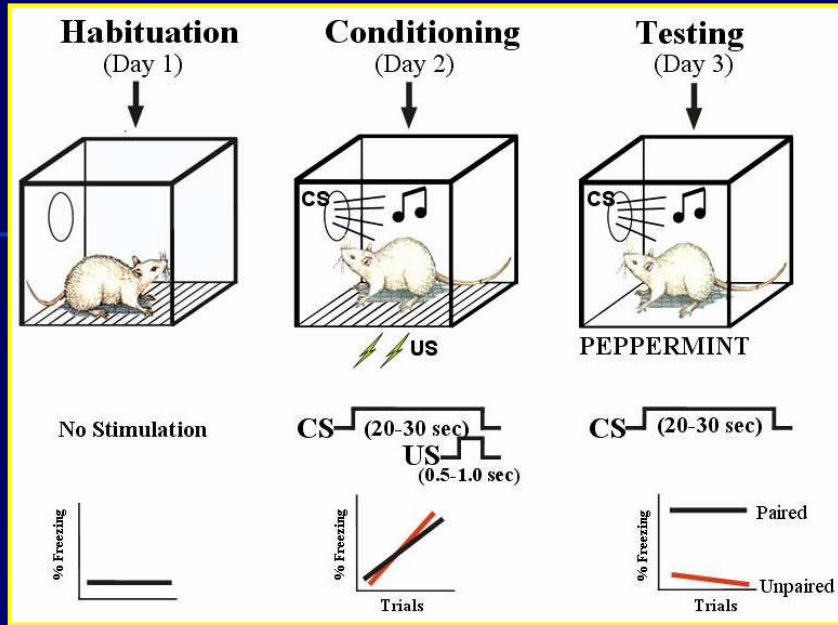 Habituation
(Day 1)
Conditioning
(Day 2)
Testing
(Day 3)
CS
US
CS
PEPPERMINT
No Stimulation
CS
(20-30 sec)
US
(0.5-1.0 sec)
CS
(20-30 sec)
% Freezing
% Freezing
Trials
% Freezing
Trials
Paired
Unpaired